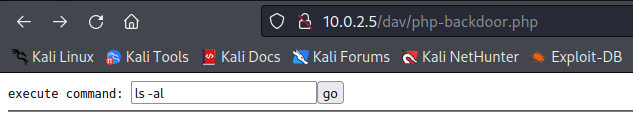 10.0.2.5/dav/php-backdoor.php
Kali Linux Kali Tools Kali Docs Kali Forums Kali NetHunter Exploit-DB
execute command: ls -al go